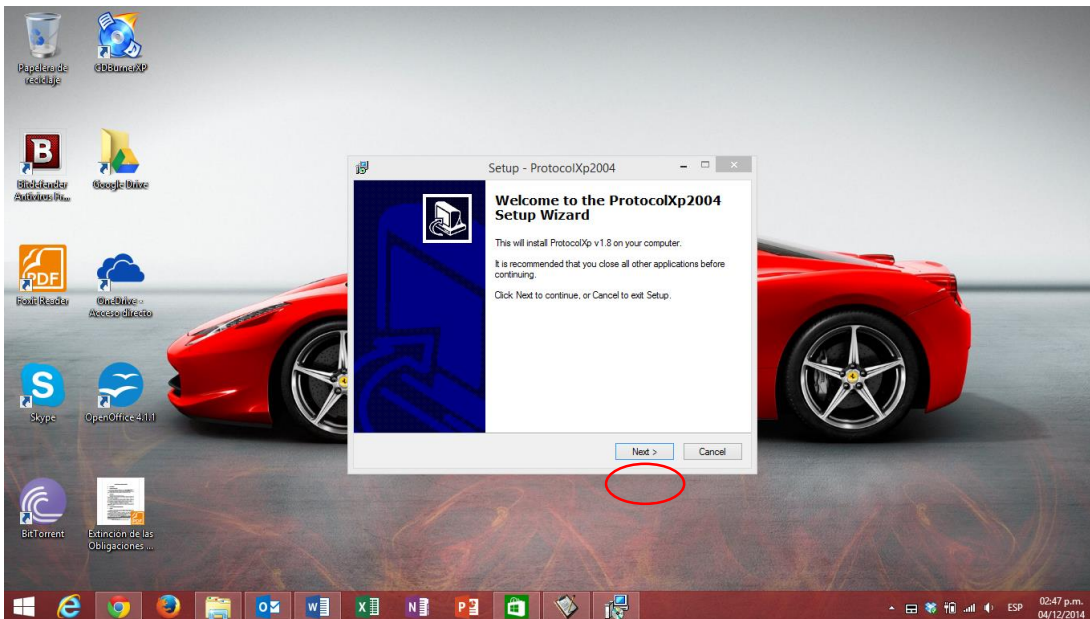 Papelera de
reciclaje
CDBurnerXP
Bitdefender
Antivirus Fr...
Google Drive
PDF
Foxit Reader
OneDrive -
Acceso directo
Skype
OpenOffice 4.1.1
BitTorrent
Extinción de las
Obligaciones ...
Setup - ProtocolXp2004
Welcome to the ProtocolXp2004
Setup Wizard
This will install ProtocolXp v1.8 on your computer.
It is recommended that you close all other applications before
continuing.
Click Next to continue, or Cancel to exit Setup.
Next >
Cancel
ESP
02:47 p.m.
04/12/2014